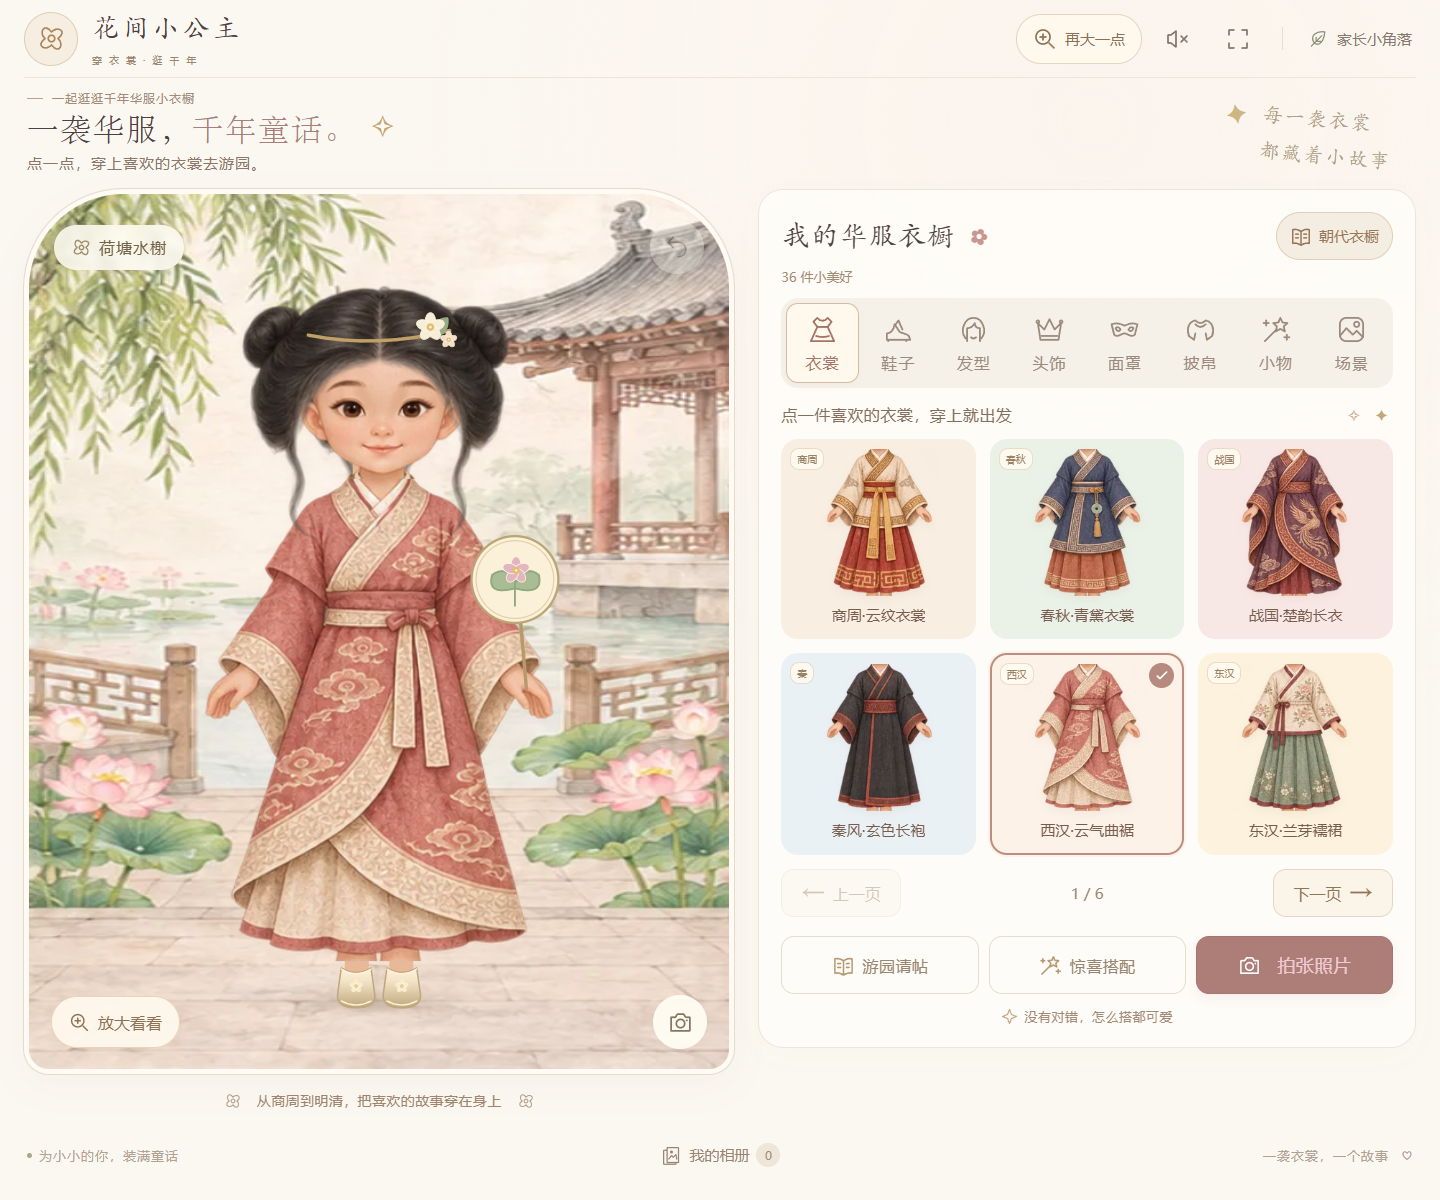 花间小公主
穿衣裳·逛千年
再大一点
家长小角落
一起逛逛千年华服小衣橱
一袭华服，千年童话。
点一点，穿上喜欢的衣裳去游园。
每一袭衣裳
都藏着小故事
荷塘水榭
放大看看
从商周到明清，把喜欢的故事穿在身上
我的华服衣橱
朝代衣橱
36 件小美好
衣裳
鞋子
发型
头饰
面罩
披帛
小物
场景
点一件喜欢的衣裳，穿上就出发
商周
商周·云纹衣裳
春秋
春秋·青黛衣裳
战国
战国·楚韵长衣
秦
秦风·玄色长袍
西汉
西汉·云气曲裾
东汉
东汉·兰芽襦裙
上一页
1 / 6
下一页
游园请帖
惊喜搭配
拍张照片
没有对错，怎么搭都可爱
为小小的你，装满童话
我的相册 0
一袭衣裳，一个故事